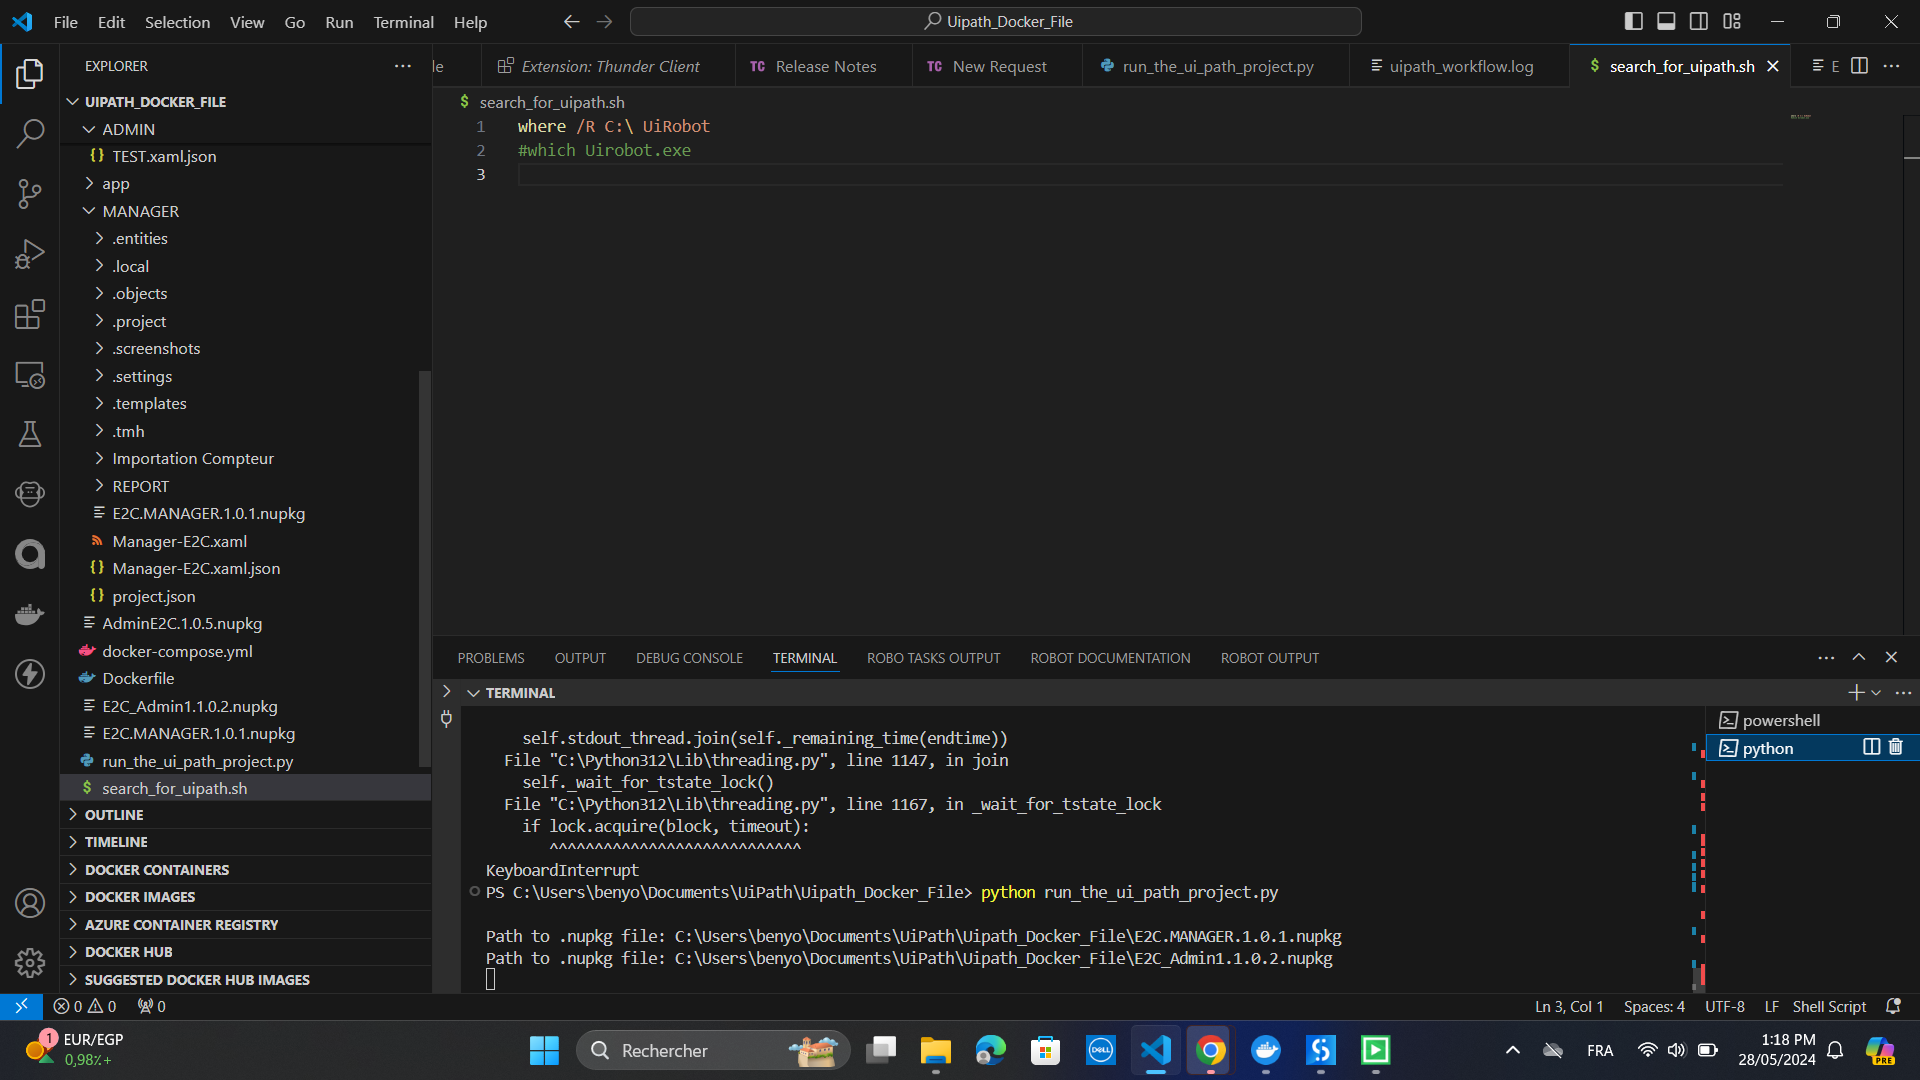 File Edit Selection View Go Run Terminal Help
Uipath_Docker_File
EXPLORER
le
Extension: Thunder Client
TC Release Notes
TC New Request
run_the_ui_path_project.py
uipath_workflow.log
$ search_for_uipath.sh
E
UIPATH_DOCKER_FILE
ADMIN
{} TEST.xaml.json
app
MANAGER
.entities
.local
.objects
.project
.screenshots
.settings
.templates
.tmh
Importation Compteur
REPORT
E2C.MANAGER.1.0.1.nupkg
Manager-E2C.xaml
{} Manager-E2C.xaml.json
{} project.json
AdminE2C.1.0.5.nupkg
docker-compose.yml
Dockerfile
E2C_Admin1.1.0.2.nupkg
E2C.MANAGER.1.0.1.nupkg
run_the_ui_path_project.py
$ search_for_uipath.sh
OUTLINE
TIMELINE
DOCKER CONTAINERS
DOCKER IMAGES
AZURE CONTAINER REGISTRY
DOCKER HUB
SUGGESTED DOCKER HUB IMAGES
$ search_for_uipath.sh
1 where /R C:\ UiRobot
2 #which Uirobot.exe
3
PROBLEMS OUTPUT DEBUG CONSOLE TERMINAL ROBO TASKS OUTPUT ROBOT DOCUMENTATION ROBOT OUTPUT
TERMINAL
self.stdout_thread.join(self._remaining_time(endtime))
File "C:\Python312\Lib\threading.py", line 1147, in join
self._wait_for_tstate_lock()
File "C:\Python312\Lib\threading.py", line 1167, in _wait_for_tstate_lock
if lock.acquire(block, timeout):
^^^^^^^^^^^^^^^^^^^^^^^^^^^^
KeyboardInterrupt
PS C:\Users\benyo\Documents\UiPath\Uipath_Docker_File> python run_the_ui_path_project.py
Path to .nupkg file: C:\Users\benyo\Documents\UiPath\Uipath_Docker_File\E2C.MANAGER.1.0.1.nupkg
Path to .nupkg file: C:\Users\benyo\Documents\UiPath\Uipath_Docker_File\E2C_Admin1.1.0.2.nupkg
powershell
python
0 0 0
Ln 3, Col 1 Spaces: 4 UTF-8 LF Shell Script
1
EUR/EGP
0,98%+
Rechercher
DELL
FRA
1:18 PM
28/05/2024
PRE